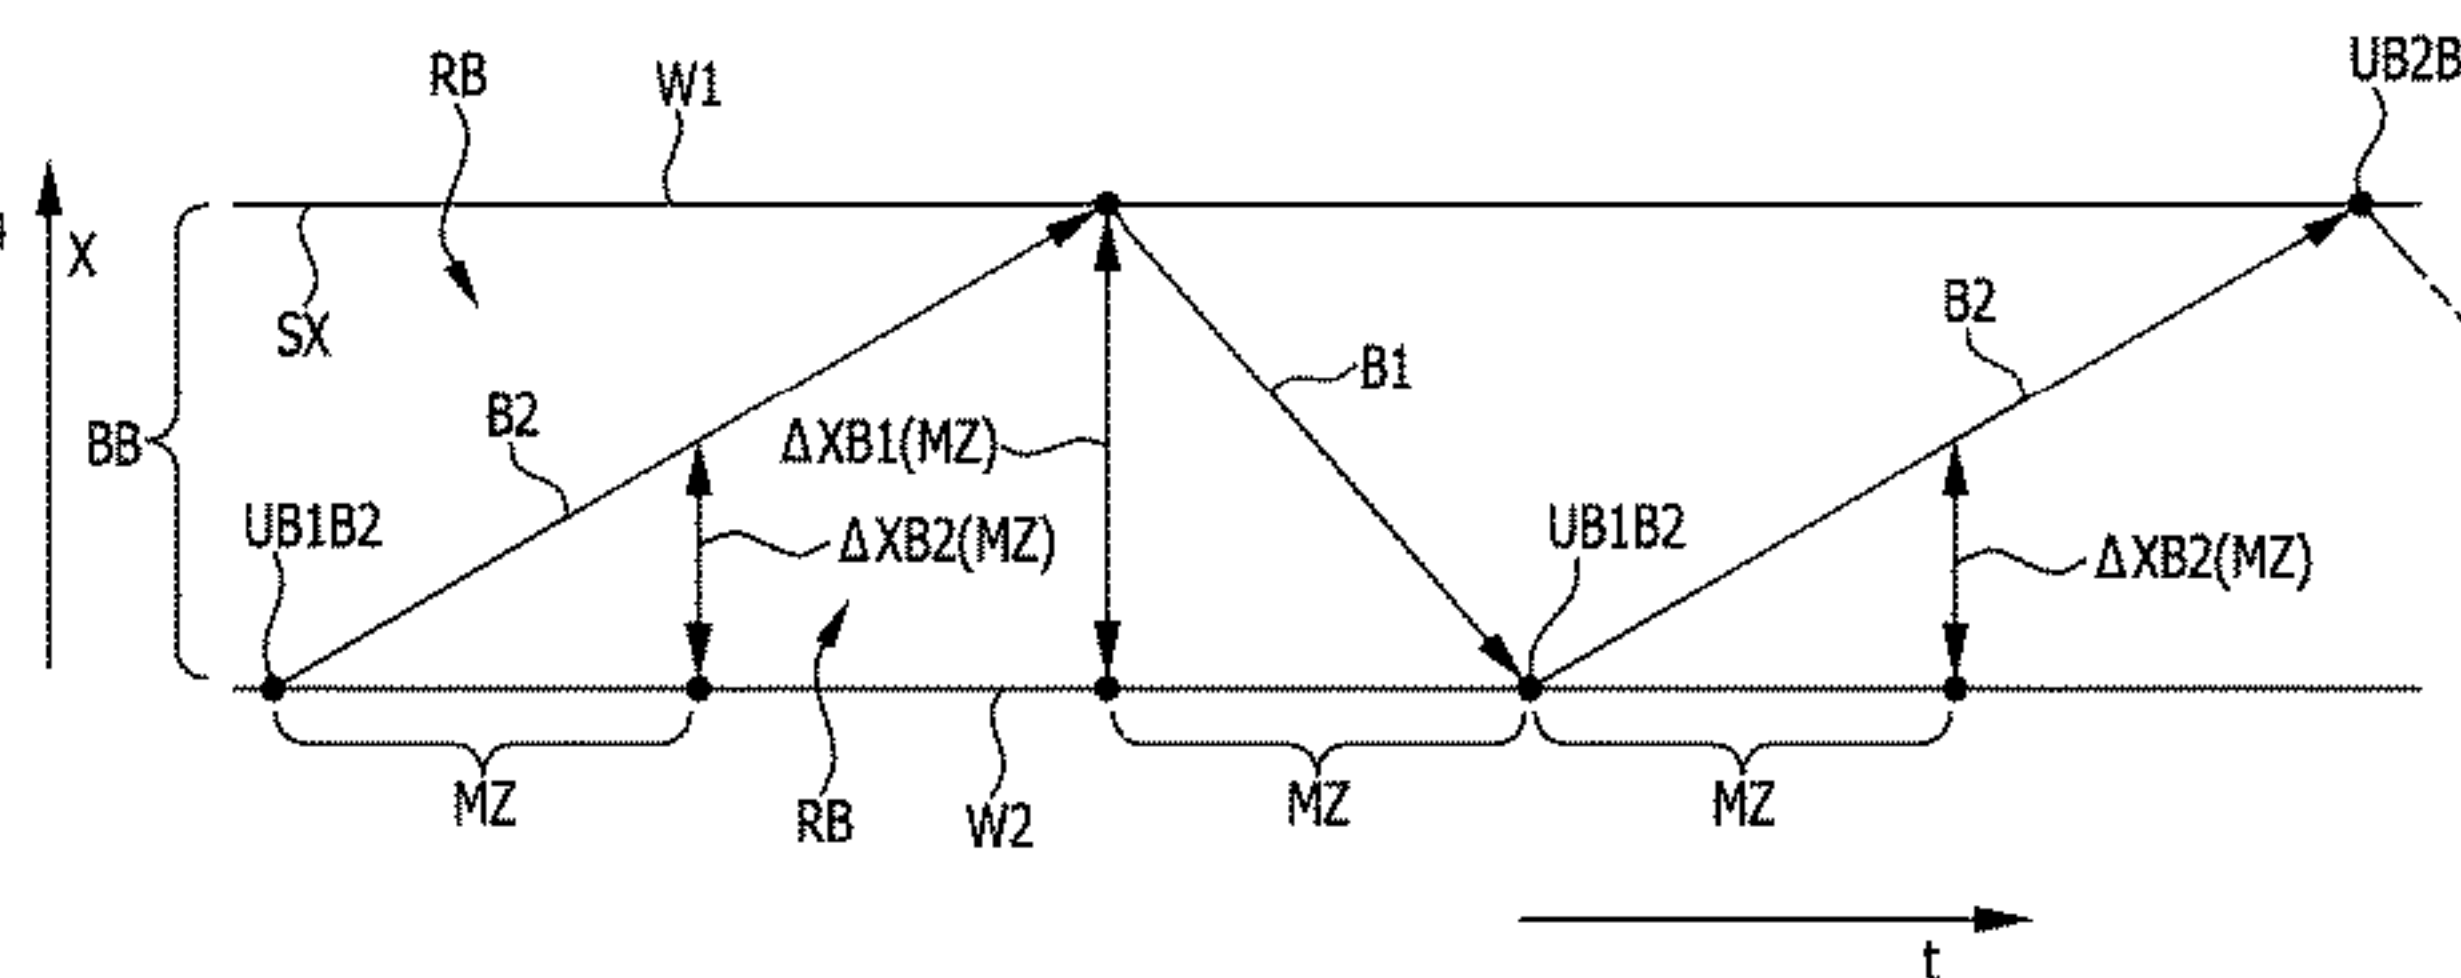 RB
W1
UB2B
X
SX
B2
B1
B2
BB
ΔXB1(MZ)
UB1B2
ΔXB2(MZ)
UB1B2
ΔXB2(MZ)
MZ
RB
W2
MZ
MZ
t